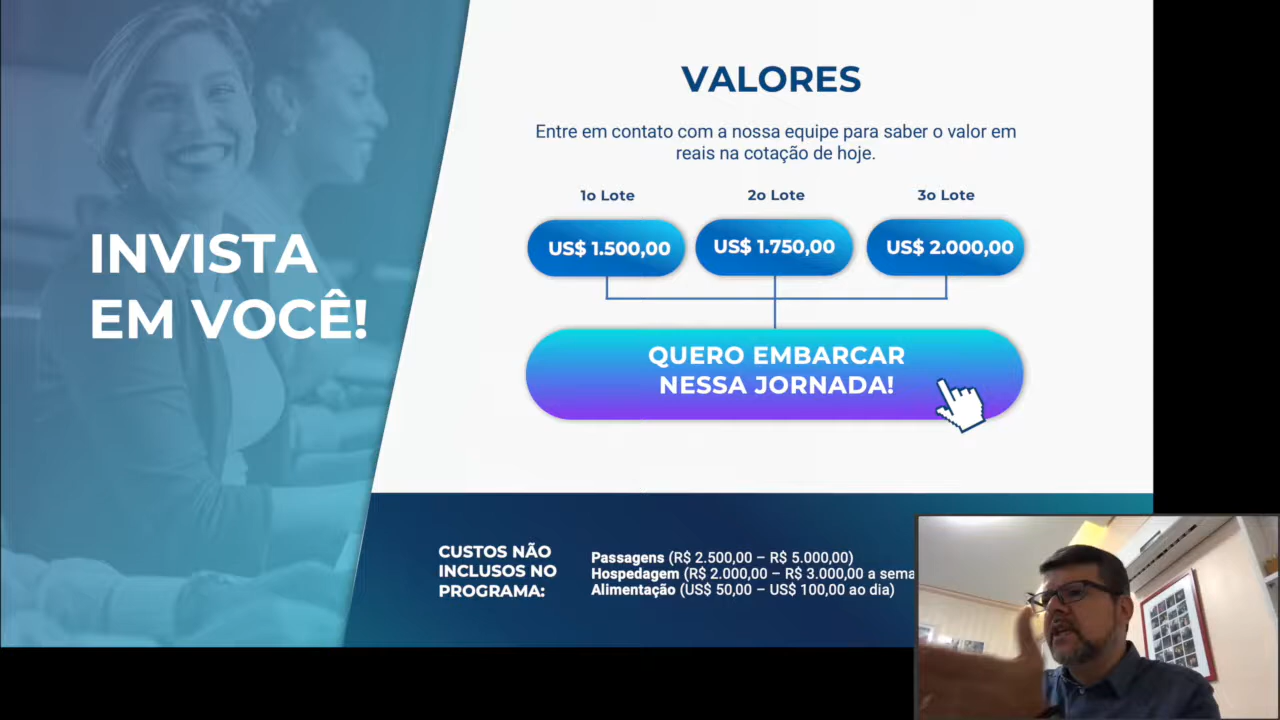 INVISTA
EM VOCÊ!
VALORES
Entre em contato com a nossa equipe para saber o valor em
reais na cotação de hoje.
1o Lote
2o Lote
3o Lote
US$ 1.500,00
US$ 1.750,00
US$ 2.000,00
QUERO EMBARCAR
NESSA JORNADA!
CUSTOS NÃO
INCLUSOS NO
PROGRAMA:
Passagens (R$ 2.500,00 – R$ 5.000,00)
Hospedagem (R$ 2.000,00 – R$ 3.000,00 a sema
Alimentação (US$ 50,00 – US$ 100,00 ao dia)